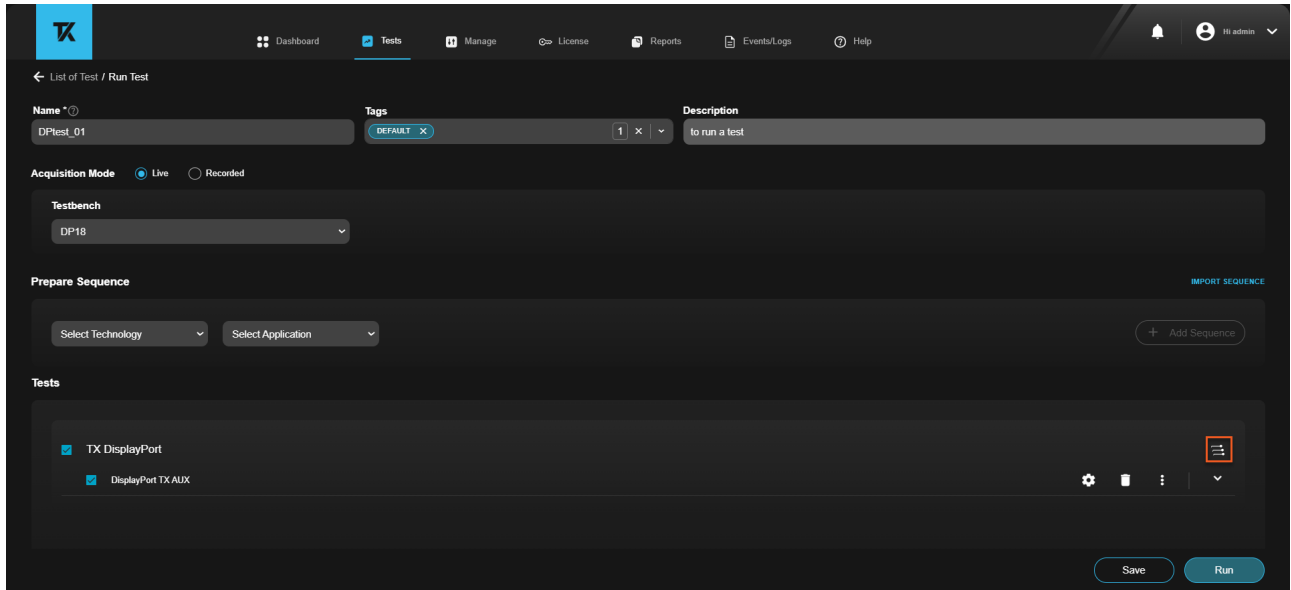 TK
Dashboard Tests Manage License Reports Events/Logs Help Hi admin
List of Test / Run Test
Name * Tags Description
DPtest_01 DEFAULT 1 to run a test
Acquisition Mode Live Recorded
Testbench
DP18
Prepare Sequence IMPORT SEQUENCE
Select Technology Select Application + Add Sequence
Tests
TX DisplayPort
DisplayPort TX AUX
Save Run